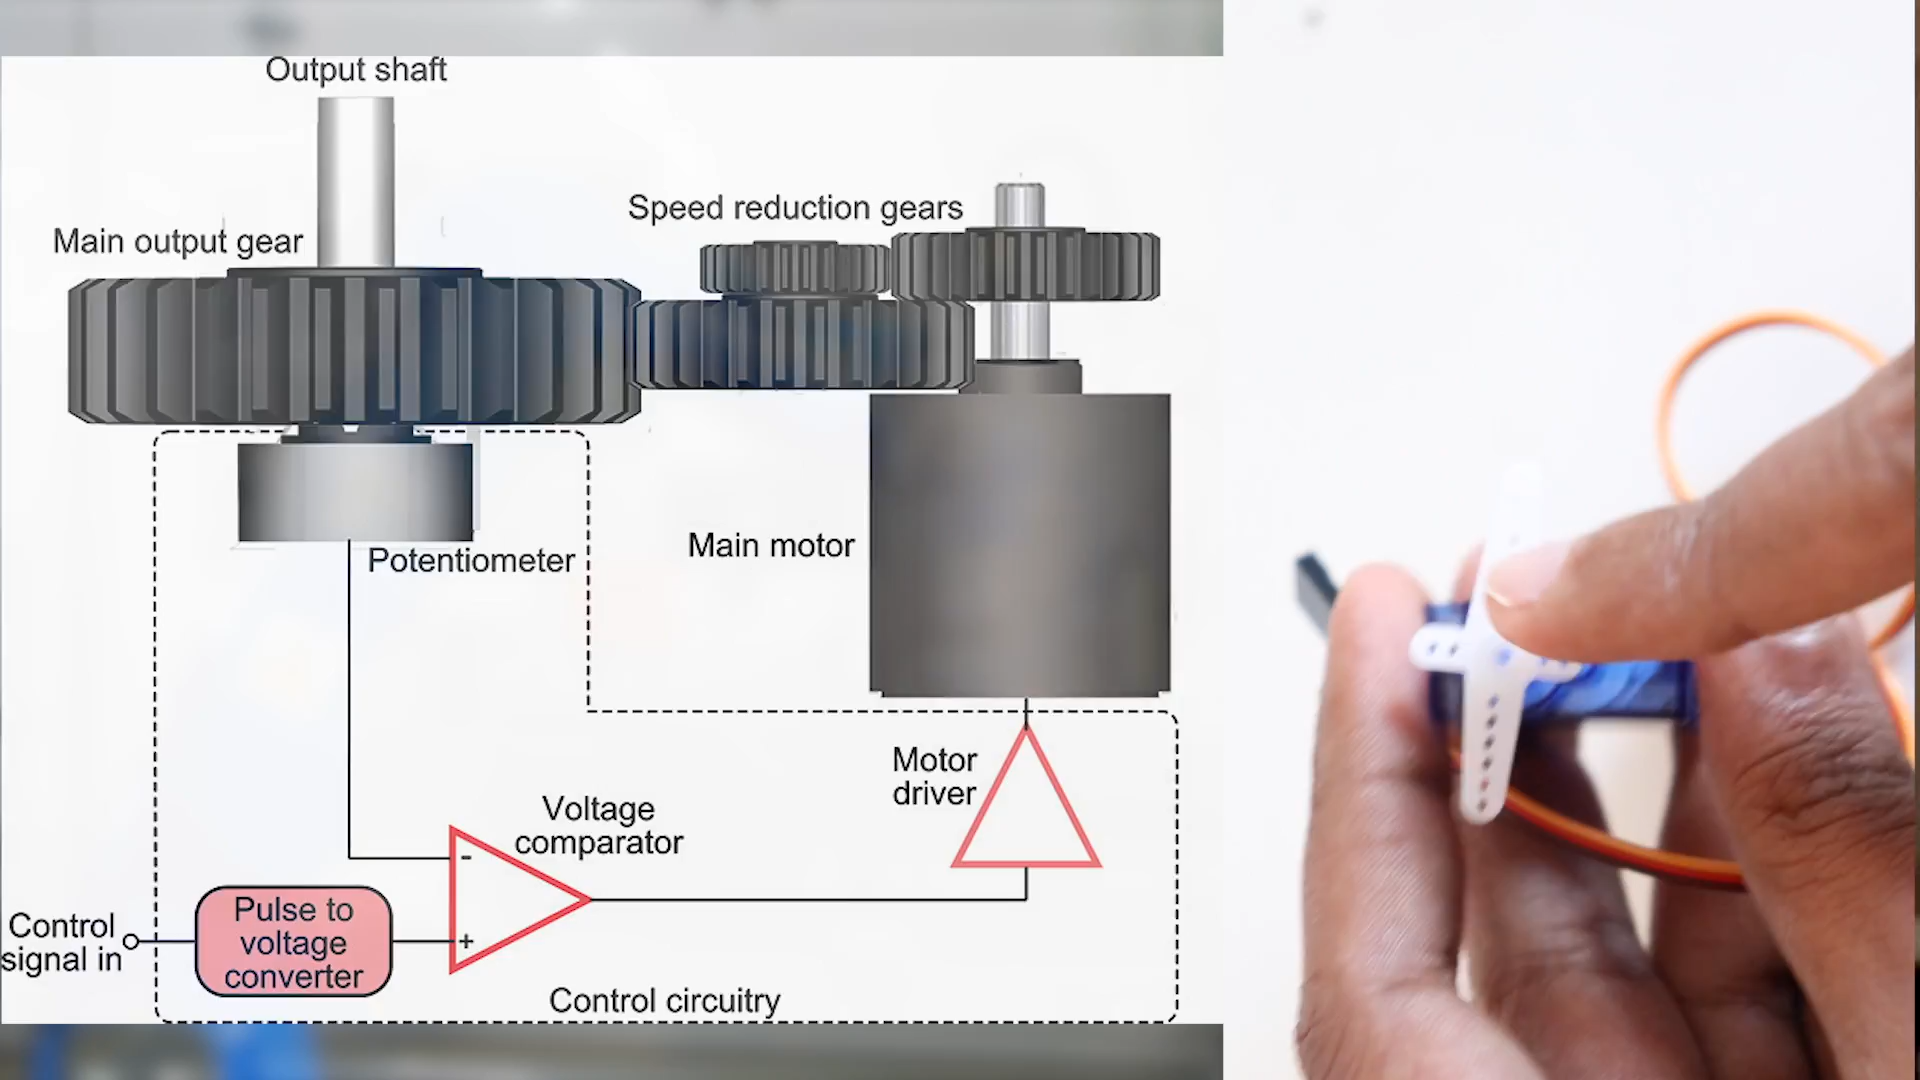 Output shaft
Speed reduction gears
Main output gear
Main motor
Potentiometer
Motor
driver
Voltage
comparator
-
Pulse to
voltage
converter
Control
signal in
+
Control circuitry